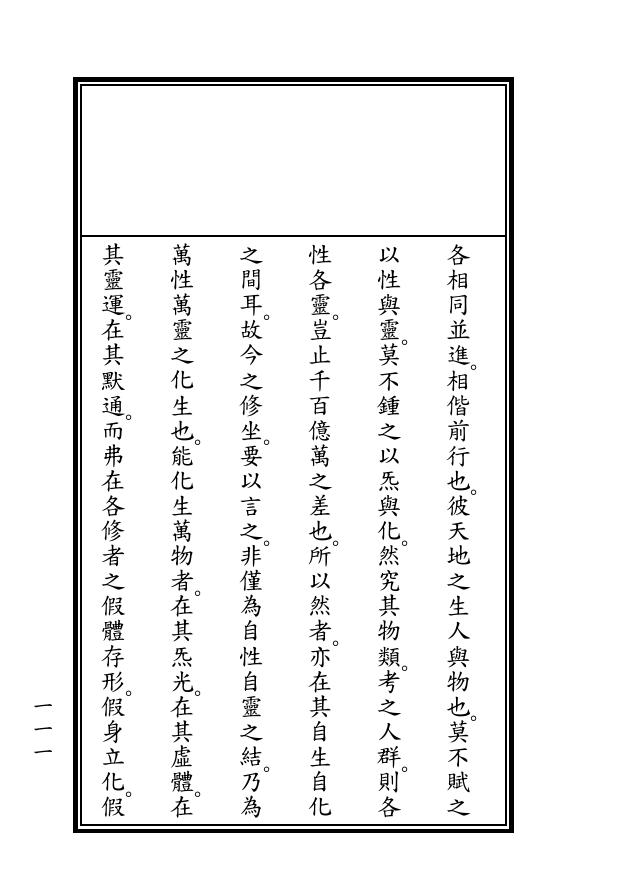 各相同並進。相偕前行也。彼天地之生人與物也。莫不賦之
以性與靈。莫不鍾之以炁與化。然究其物類。考之人群。則各
性各靈。豈止千百億萬之差也。所以然者。亦在其自生自化
之間耳。故今之修坐。要以言之。非僅為自性自靈之結。乃為
萬性萬靈之化生也。能化生萬物者。在其炁光。在其虛體。在
其靈運。在其默通。而弗在各修者之假體存形。假身立化。假
一一一